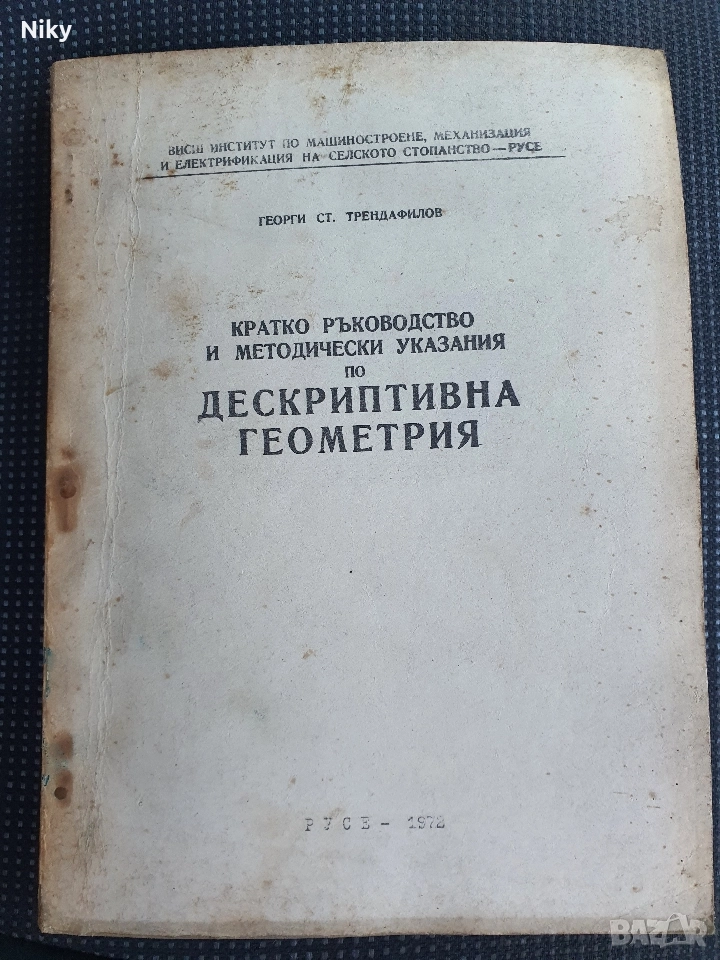 Niky
ВИСШ ИНСТИТУТ ПО МАШИНОСТРОЕНЕ, МЕХАНИЗАЦИЯ
И ЕЛЕКТРИФИКАЦИЯ НА СЕЛСКОТО СТОПАНСТВО—РУСЕ
ГЕОРГИ СТ. ТРЕНДАФИЛОВ
КРАТКО РЪКОВОДСТВО
И МЕТОДИЧЕСКИ УКАЗАНИЯ
ПО
ДЕСКРИПТИВНА
ГЕОМЕТРИЯ
РУСЕ – 1972
BAZAR